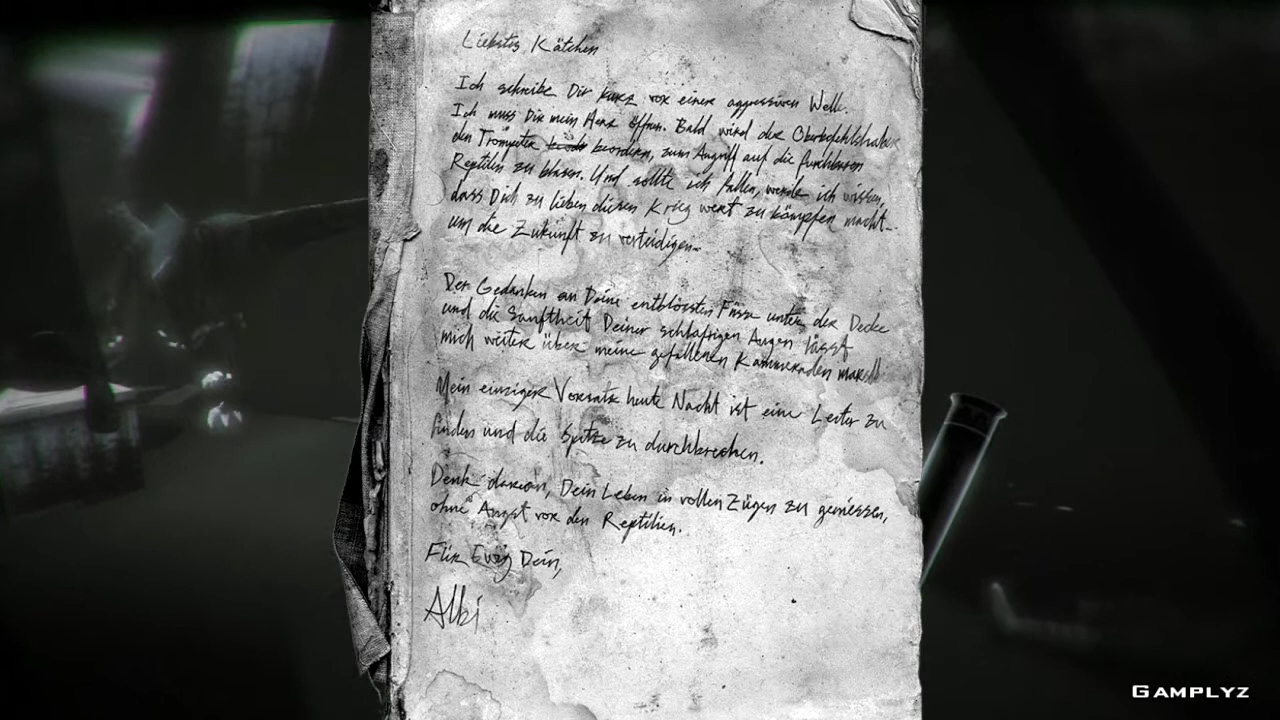 Liebstes Kätchen
Ich schreibe Dir kurz vor einer aggressiven Welle.
Ich muss Dir mein Herz öffnen. Bald wird der Oberbefehlshaber
den Trompeter beordern, zum Angriff auf die furchbaren
Reptilien zu blasen. Und sollte ich fallen, werde ich wissen,
dass Dich zu lieben diesen Krieg wert zu kämpfen macht...
um die Zukunft zu verteidigen...
Der Gedanken an Deine entblössten Füsse unter der Decke
und die Sanftheit Deiner schläfrigen Augen lässt
mich weiter über meine gefallenen Kammeraden
Mein einziger Vorsatz heute Nacht ist eine Leiter zu
finden und die Spitze zu durchbrechen.
Denk daran, Dein Leben in vollen Zügen zu geniessen,
ohne Angst vor den Reptilien.
Für Ewig Dein,
Albi
GAMPLYZ